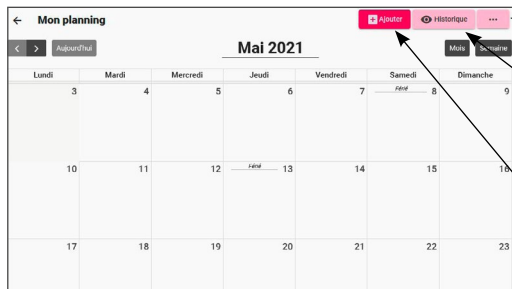 Mon planning
Ajouter
Historique
Aujourd'hui
Mai 2021
Mois
Semaine
Lundi Mardi Mercredi Jeudi Vendredi Samedi Dimanche
3 4 5 6 7 Férié 8 9
10 11 12 Férié 13 14 15 16
17 18 19 20 21 22 23